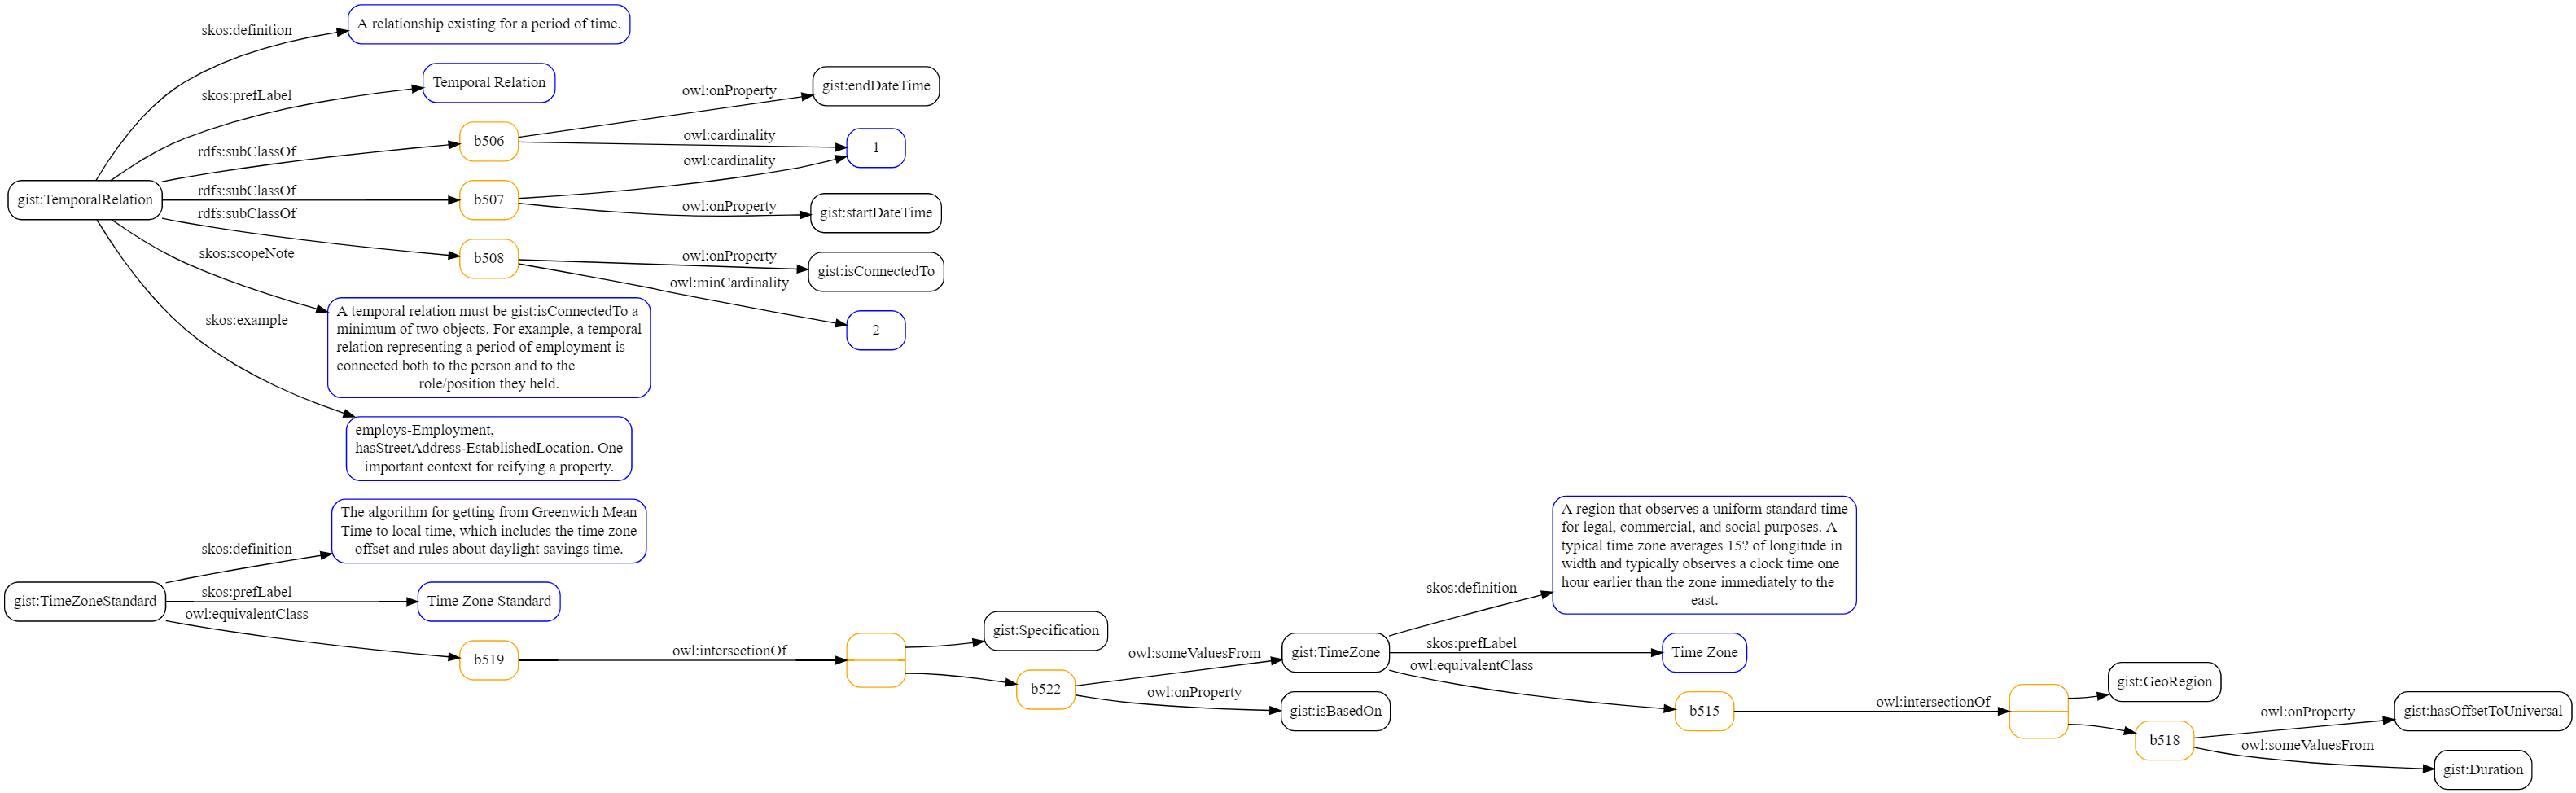 skos:definition
A relationship existing for a period of time.
skos:prefLabel
Temporal Relation
gist:TemporalRelation
rdfs:subClassOf
b506
owl:onProperty
gist:endDateTime
owl:cardinality
1
rdfs:subClassOf
b507
owl:cardinality
owl:onProperty
gist:startDateTime
rdfs:subClassOf
b508
owl:onProperty
gist:isConnectedTo
owl:minCardinality
2
skos:scopeNote
A temporal relation must be gist:isConnectedTo a
minimum of two objects. For example, a temporal
relation representing a period of employment is
connected both to the person and to the
role/position they held.
skos:example
employs-Employment,
hasStreetAddress-EstablishedLocation. One
important context for reifying a property.
gist:TimeZoneStandard
skos:definition
The algorithm for getting from Greenwich Mean
Time to local time, which includes the time zone
offset and rules about daylight savings time.
skos:prefLabel
Time Zone Standard
owl:equivalentClass
b519
owl:intersectionOf
gist:Specification
b522
owl:someValuesFrom
gist:TimeZone
owl:onProperty
gist:isBasedOn
skos:definition
A region that observes a uniform standard time
for legal, commercial, and social purposes. A
typical time zone averages 15? of longitude in
width and typically observes a clock time one
hour earlier than the zone immediately to the
east.
skos:prefLabel
Time Zone
owl:equivalentClass
b515
owl:intersectionOf
gist:GeoRegion
b518
owl:onProperty
gist:hasOffsetToUniversal
owl:someValuesFrom
gist:Duration